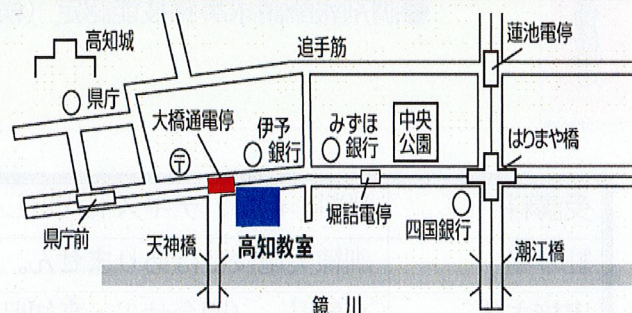 高知城
追手筋
蓮池電停
県庁
大橋通電停
伊予
銀行
みずほ
銀行
中央
公園
はりまや橋
〒
県庁前
堀詰電停
四国銀行
天神橋
高知教室
潮江橋
鏡 川